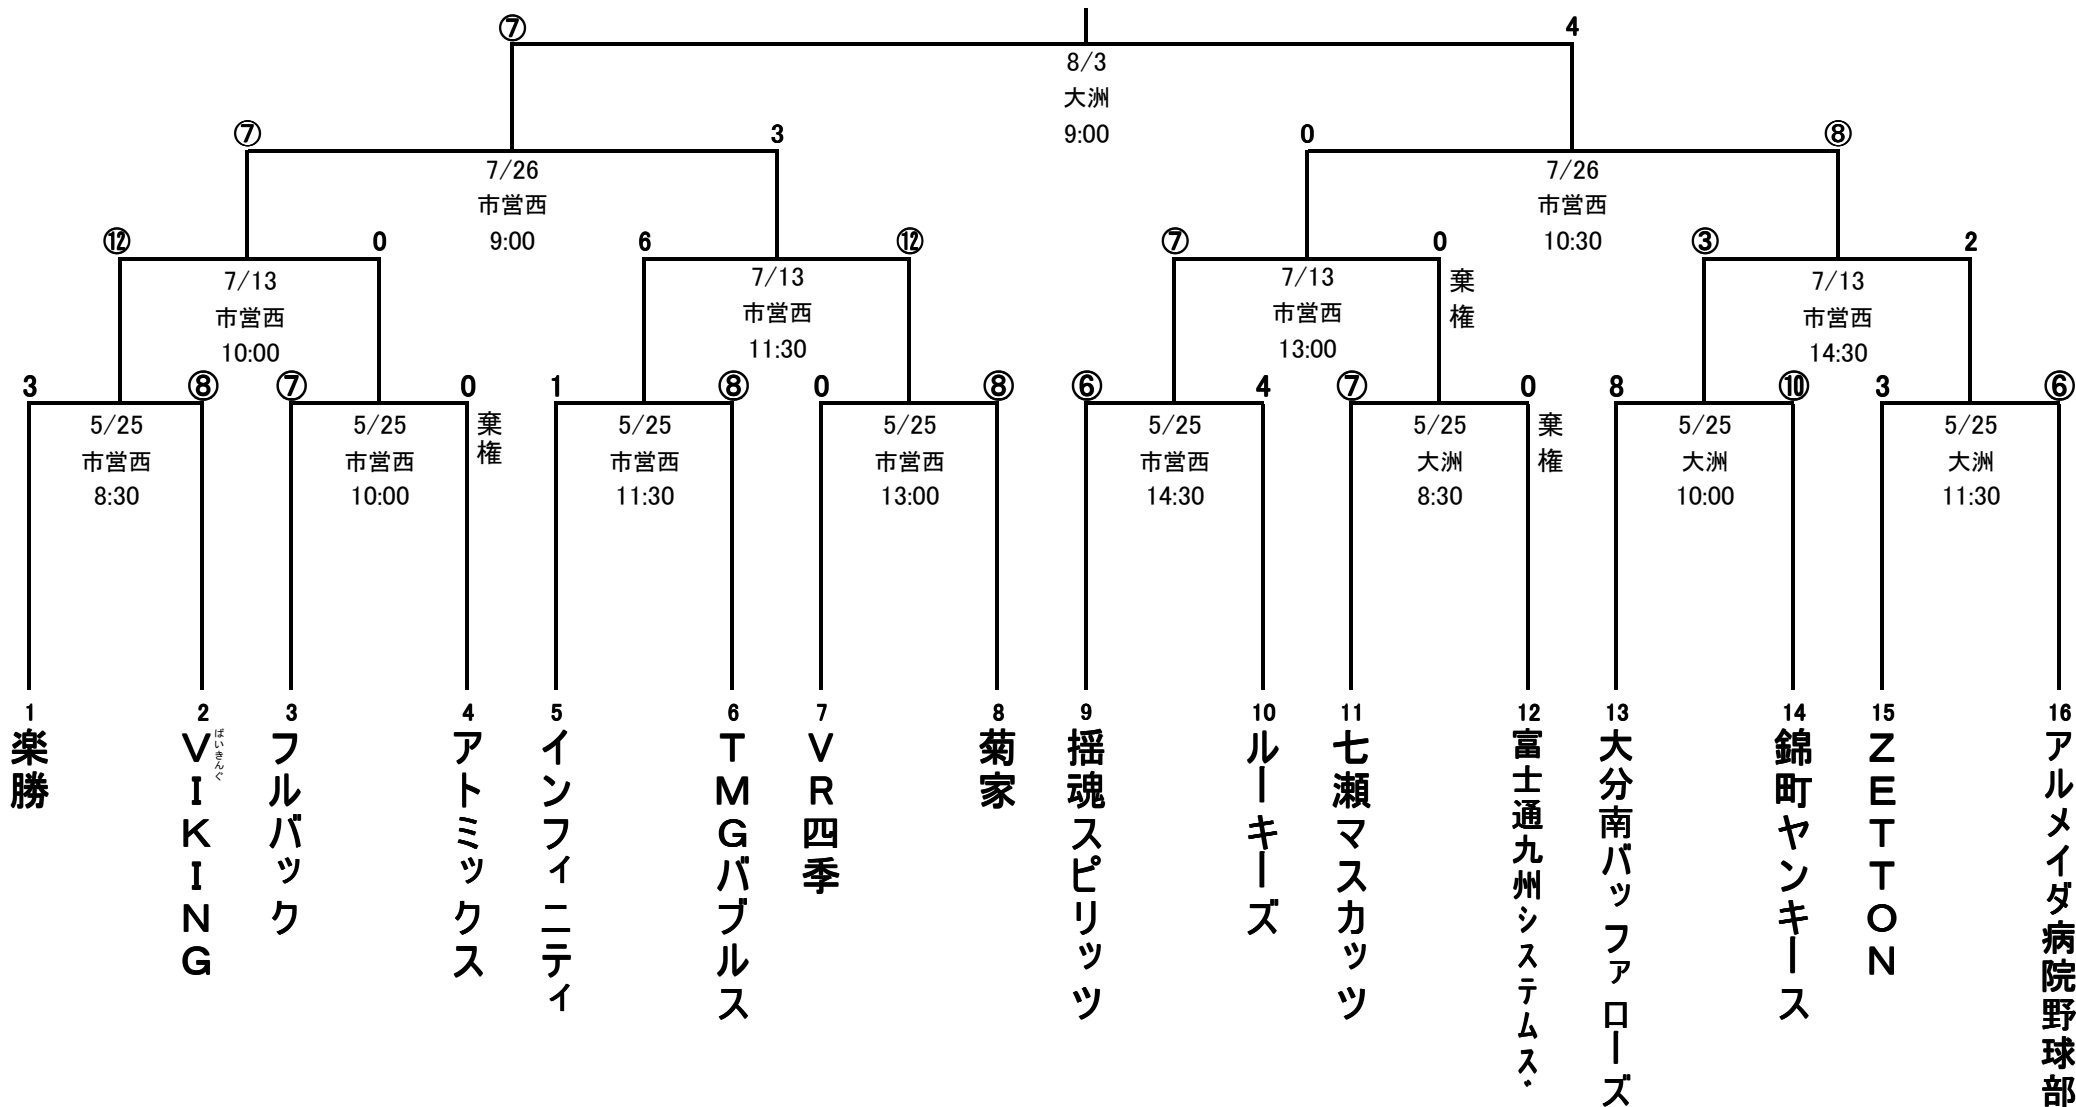 ⑦ 4
8/3
大洲
9:00
⑦ 3 0 ⑧
7/26
市営西
9:00
7/26
市営西
10:30
⑫ 0 6 ⑫ ⑦ 0 ③ 2
棄権
7/13
市営西
10:00
7/13
市営西
11:30
7/13
市営西
13:00
7/13
市営西
14:30
3 ⑧ ⑦ 0 1 ⑧ 0 ⑧ ⑥ 4 ⑦ 0 8 ⑩ 3 ⑥
5/25
市営西
8:30
5/25
市営西
10:00
棄権
5/25
市営西
11:30
5/25
市営西
13:00
5/25
市営西
14:30
5/25
大洲
8:30
棄権
5/25
大洲
10:00
5/25
大洲
11:30
1
楽勝
2
VIKING
ばいきんぐ
3
フルバック
4
アトミックス
5
インフィニティ
6
TMGバブルス
7
VR四季
8
菊家
9
揺魂スピリッツ
10
ルーキーズ
11
七瀬マスカッツ
12
富士通九州システムズ
13
大分南バッファローズ
14
錦町ヤンキース
15
ZETTON
16
アルメイダ病院野球部